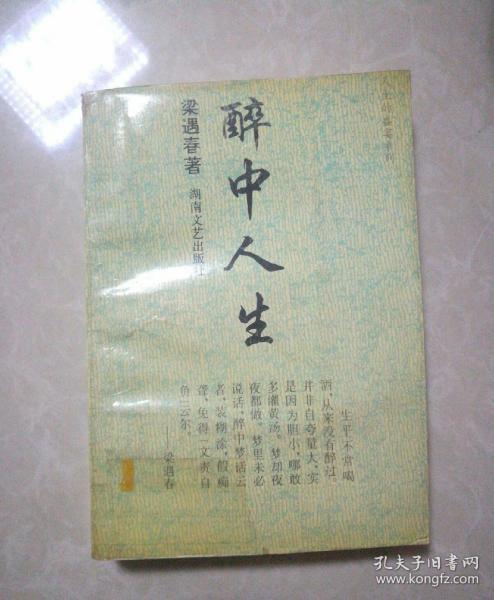 醉中人生
梁遇春著
湖南文艺出版社
生平不常喝
酒，从来没有醉过，
并非自夸量大，实
是因为胆小，哪敢
多灌黄汤。梦却夜
夜都做。梦里未必
说话，醉中梦话云
者，装糊涂，假痴
聋，免得“文责自
负”云尔。
——梁遇春
孔夫子旧书网
www.kongfz.com